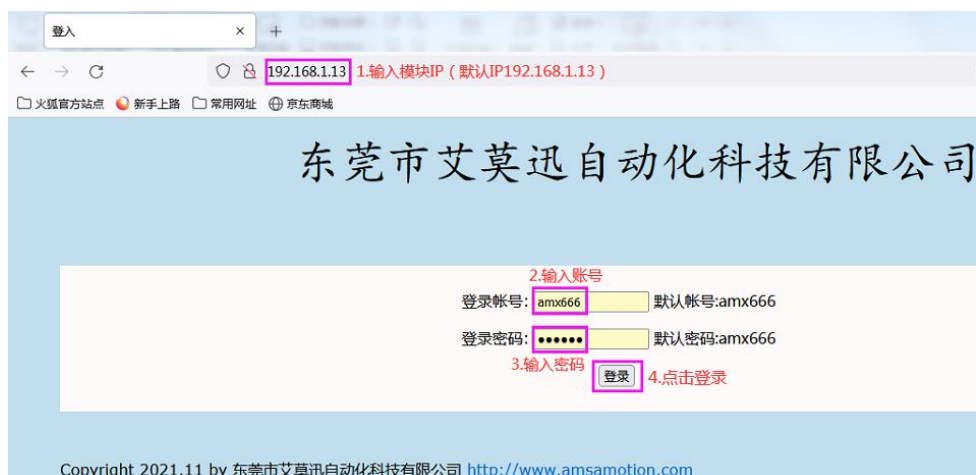 登入
192.168.1.13 1.输入模块IP（默认IP192.168.1.13）
火狐官方站点 新手上路 常用网址 京东商城
东莞市艾莫迅自动化科技有限公司
2.输入账号
登录帐号: amx666 默认帐号:amx666
登录密码: ●●●●●● 默认密码:amx666
3.输入密码
登录 4.点击登录
Copyright 2021.11 by 东莞市艾莫迅自动化科技有限公司 http://www.amsamotion.com